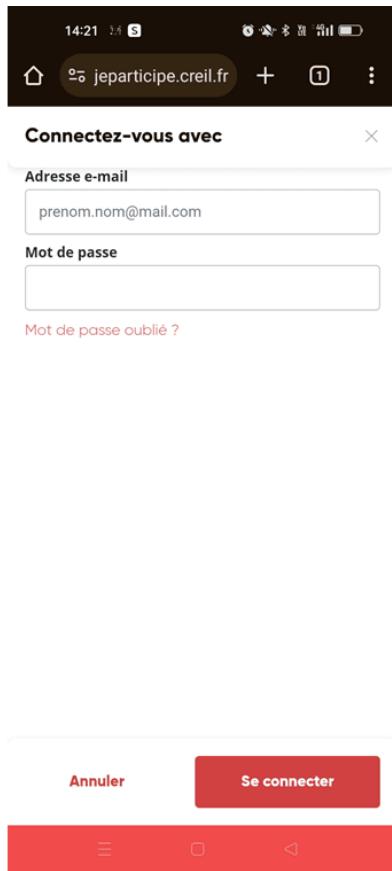 14:21 S
jeparticipe.creil.fr 1
Connectez-vous avec
Adresse e-mail
prenom.nom@mail.com
Mot de passe
Mot de passe oublié ?
Annuler Se connecter